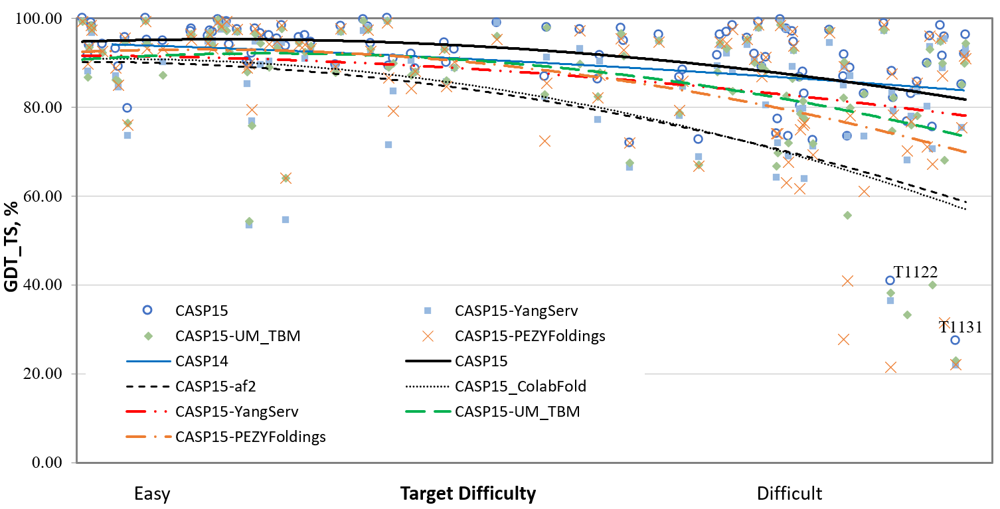 100.00
80.00
60.00
40.00
20.00
0.00
GDT_TS, %
T1122
T1131
CASP15
CASP15-YangServ
CASP15-UM_TBM
CASP15-PEZYFoldings
CASP14
CASP15
CASP15-af2
CASP15_ColabFold
CASP15-YangServ
CASP15-UM_TBM
CASP15-PEZYFoldings
Easy
Target Difficulty
Difficult